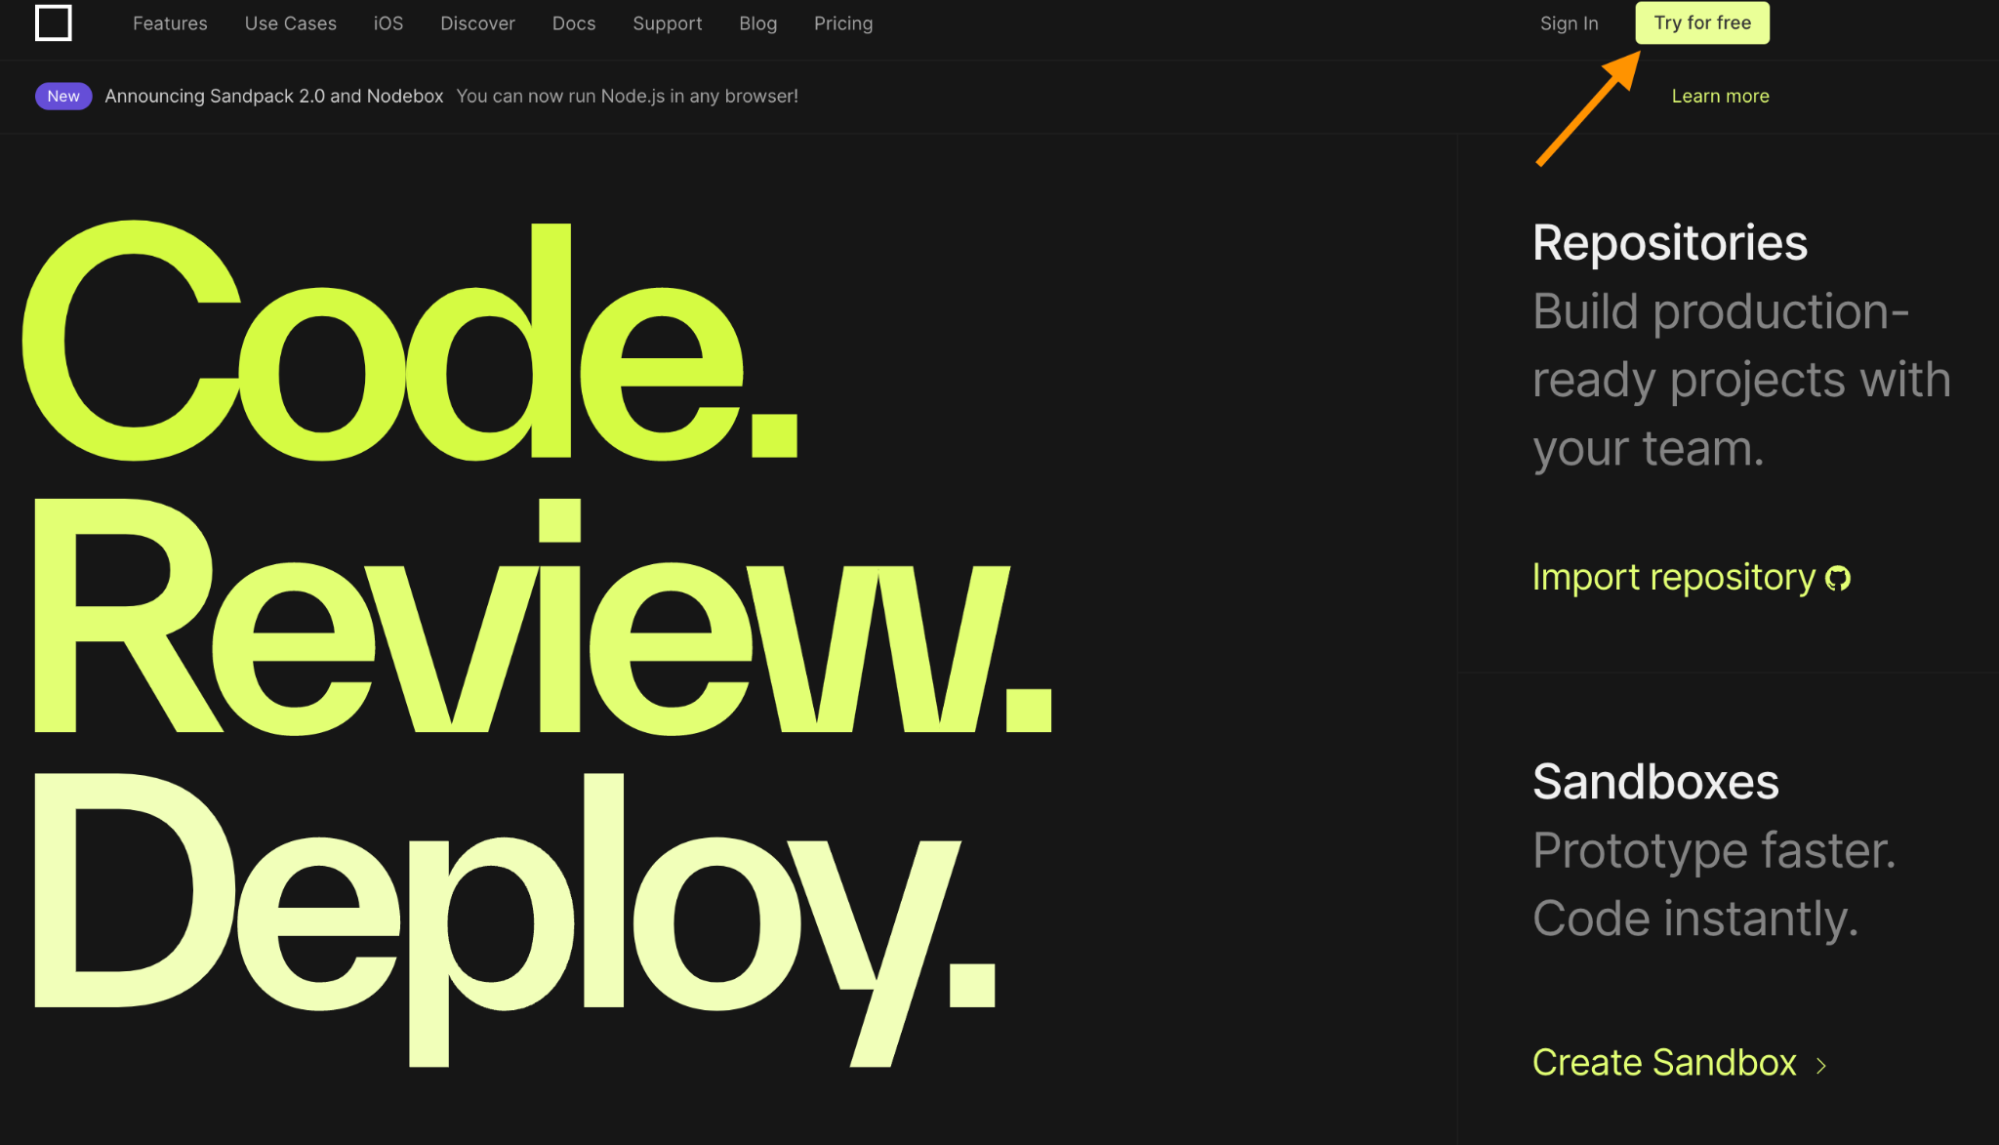 Features Use Cases iOS Discover Docs Support Blog Pricing Sign In Try for free
New Announcing Sandpack 2.0 and Nodebox You can now run Node.js in any browser! Learn more
Code.
Review.
Deploy.
Repositories
Build production-
ready projects with
your team.
Import repository
Sandboxes
Prototype faster.
Code instantly.
Create Sandbox